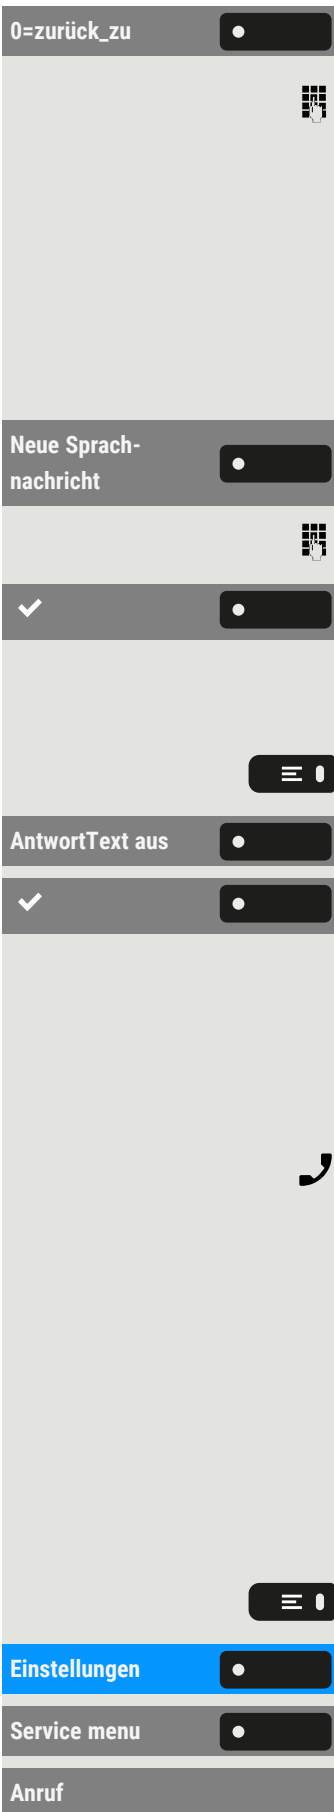 0=zurück_zu
Neue Sprach-
nachricht
AntwortText aus
Einstellungen
Service menu
Anruf